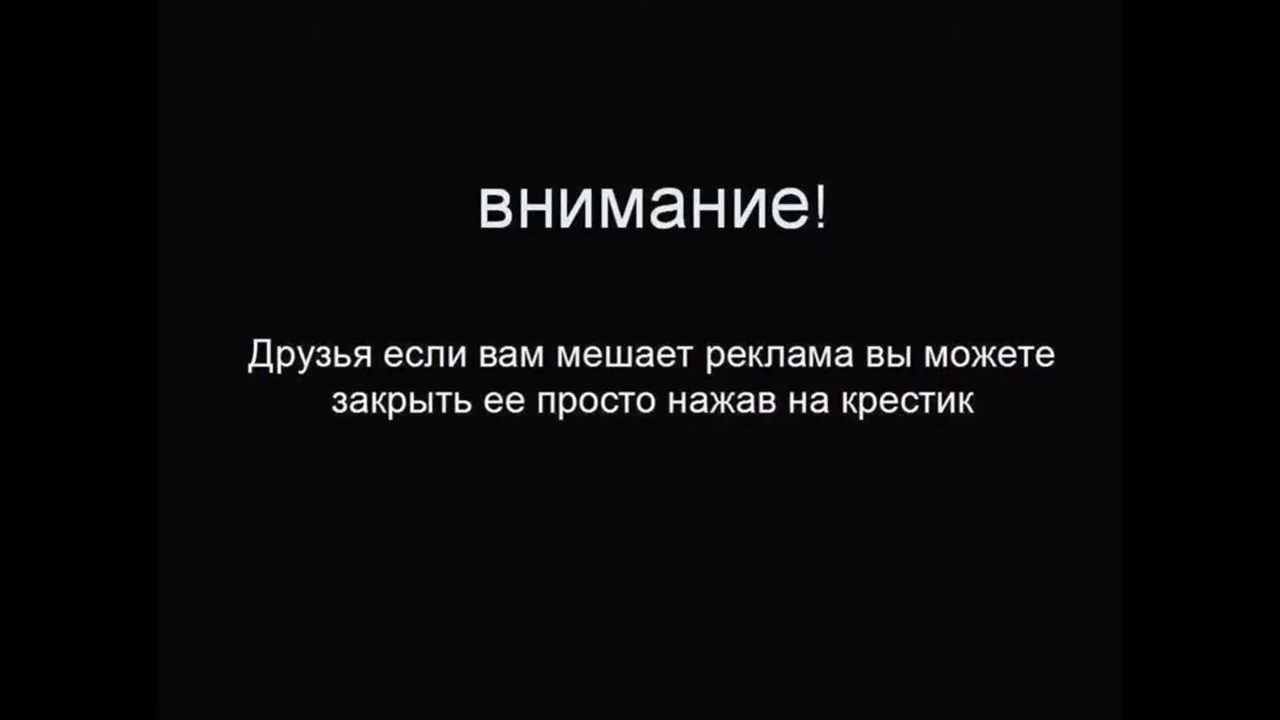 внимание!
Друзья если вам мешает реклама вы можете
закрыть ее просто нажав на крестик